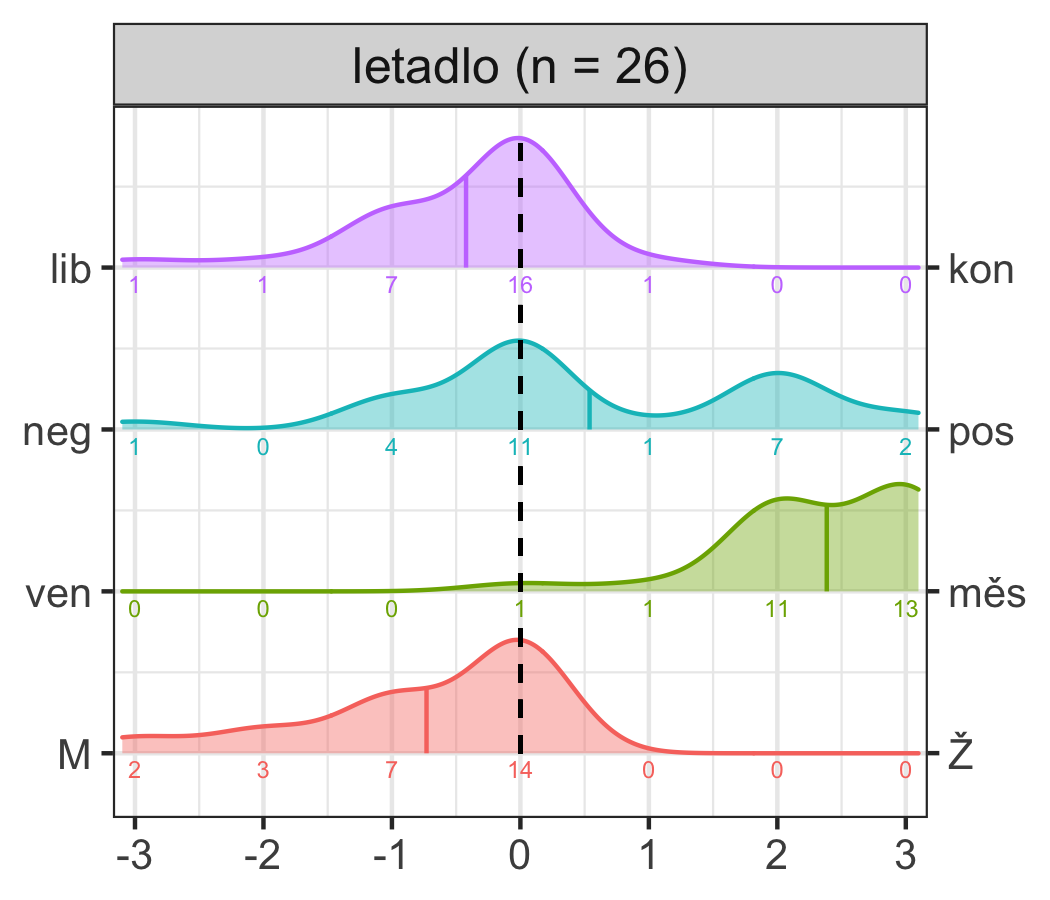 letadlo (n = 26)
lib kon
1 1 7 16 1 0 0
neg pos
1 0 4 11 1 7 2
ven měs
0 0 0 1 1 11 13
M Ž
2 3 7 14 0 0 0
-3 -2 -1 0 1 2 3